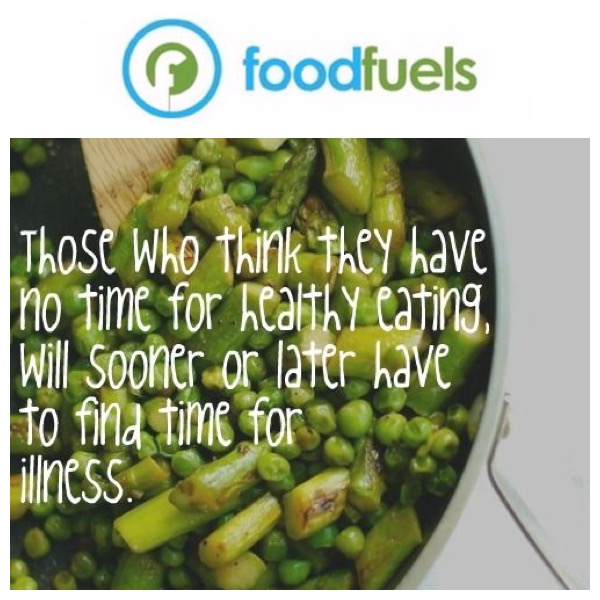 foodfuels
Those who think they have
no time for healthy eating,
will sooner or later have
to find time for
illness.